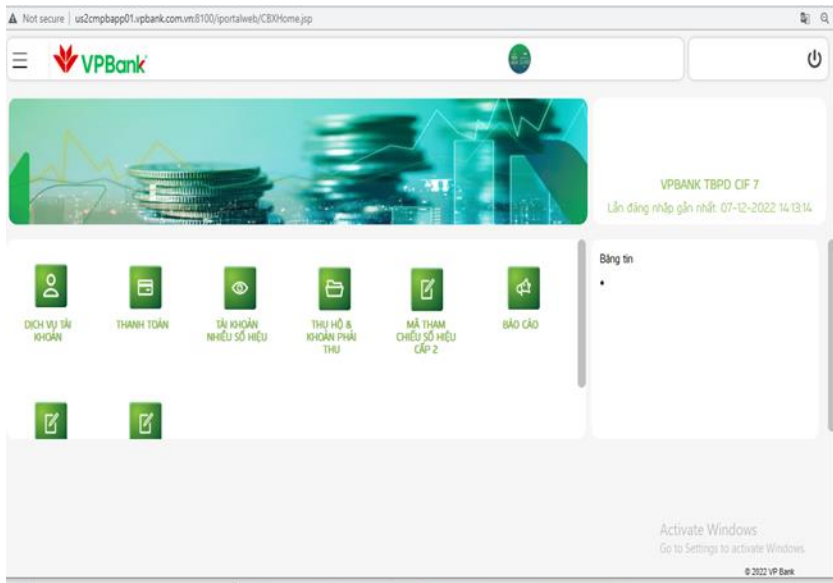 Not secure | us2cmpbapp01.vpbank.com.vn:8100/iportalweb/CBXHome.jsp
VPBank
VPBANK TBPD CIF 7
Lần đăng nhập gần nhất: 07-12-2022 14:13:14
DỊCH VỤ TÀI
KHOẢN
THANH TOÁN
TÀI KHOẢN
NHIỀU SỐ HIỆU
THU HỘ &
KHOẢN PHẢI
THU
MÃ THAM
CHIẾU SỐ HIỆU
CẤP 2
BÁO CÁO
Bảng tin
Activate Windows
Go to Settings to activate Windows.
© 2022 VP Bank